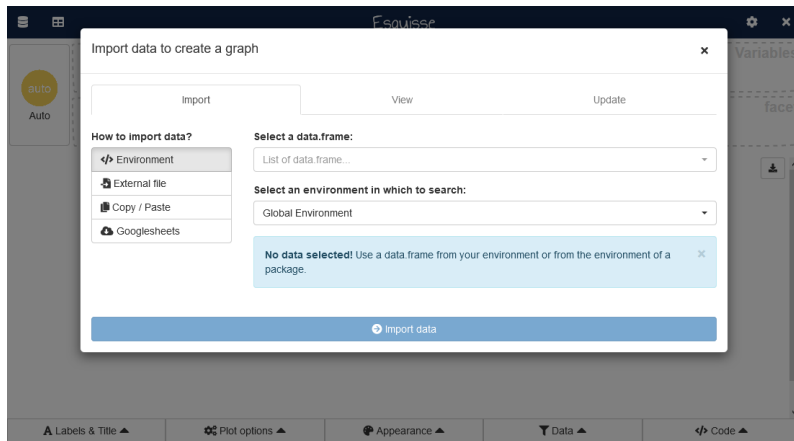 Esquisse
Import data to create a graph
×
Variables
auto
Auto
Import
View
Update
face
How to import data?
Environment
External file
Copy / Paste
Googlesheets
Select a data.frame:
List of data.frame...
Select an environment in which to search:
Global Environment
No data selected! Use a data.frame from your environment or from the environment of a
package.
Import data
Labels & Title
Plot options
Appearance
Data
Code